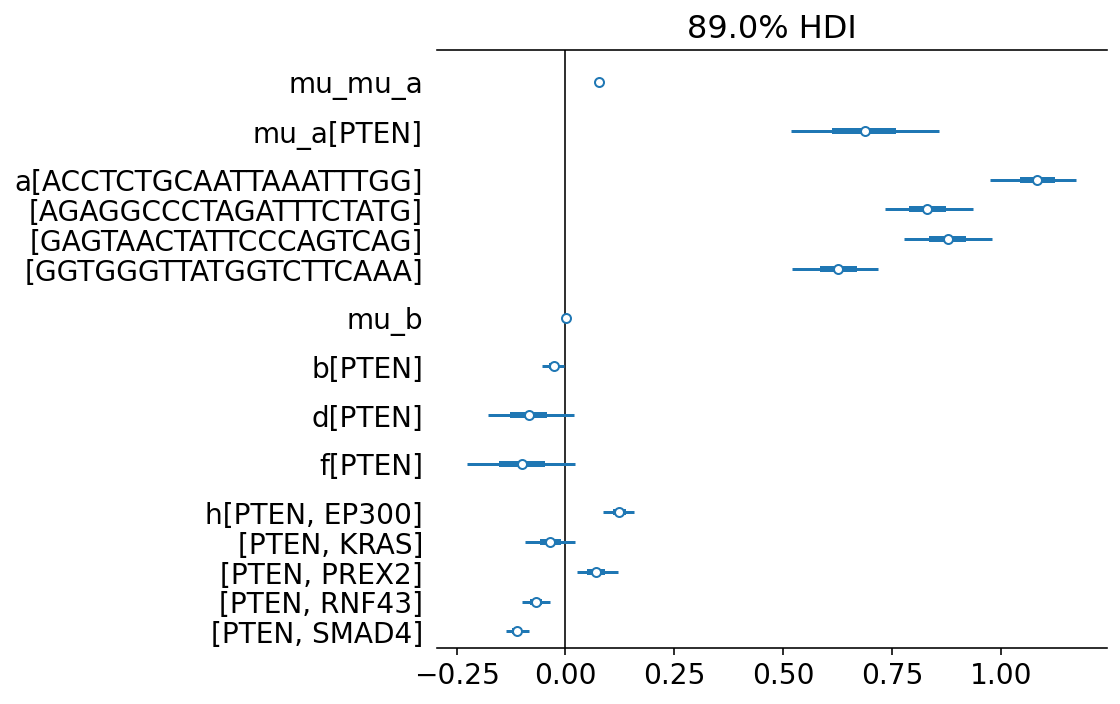 89.0% HDI
mu_mu_a
mu_a[PTEN]
a[ACCTCTGCAATTAAATTTGG]
[AGAGGCCCTAGATTTCTATG]
[GAGTAACTATTCCCAGTCAG]
[GGTGGGTTATGGTCTTCAAA]
mu_b
b[PTEN]
d[PTEN]
f[PTEN]
h[PTEN, EP300]
[PTEN, KRAS]
[PTEN, PREX2]
[PTEN, RNF43]
[PTEN, SMAD4]
−0.25 0.00 0.25 0.50 0.75 1.00